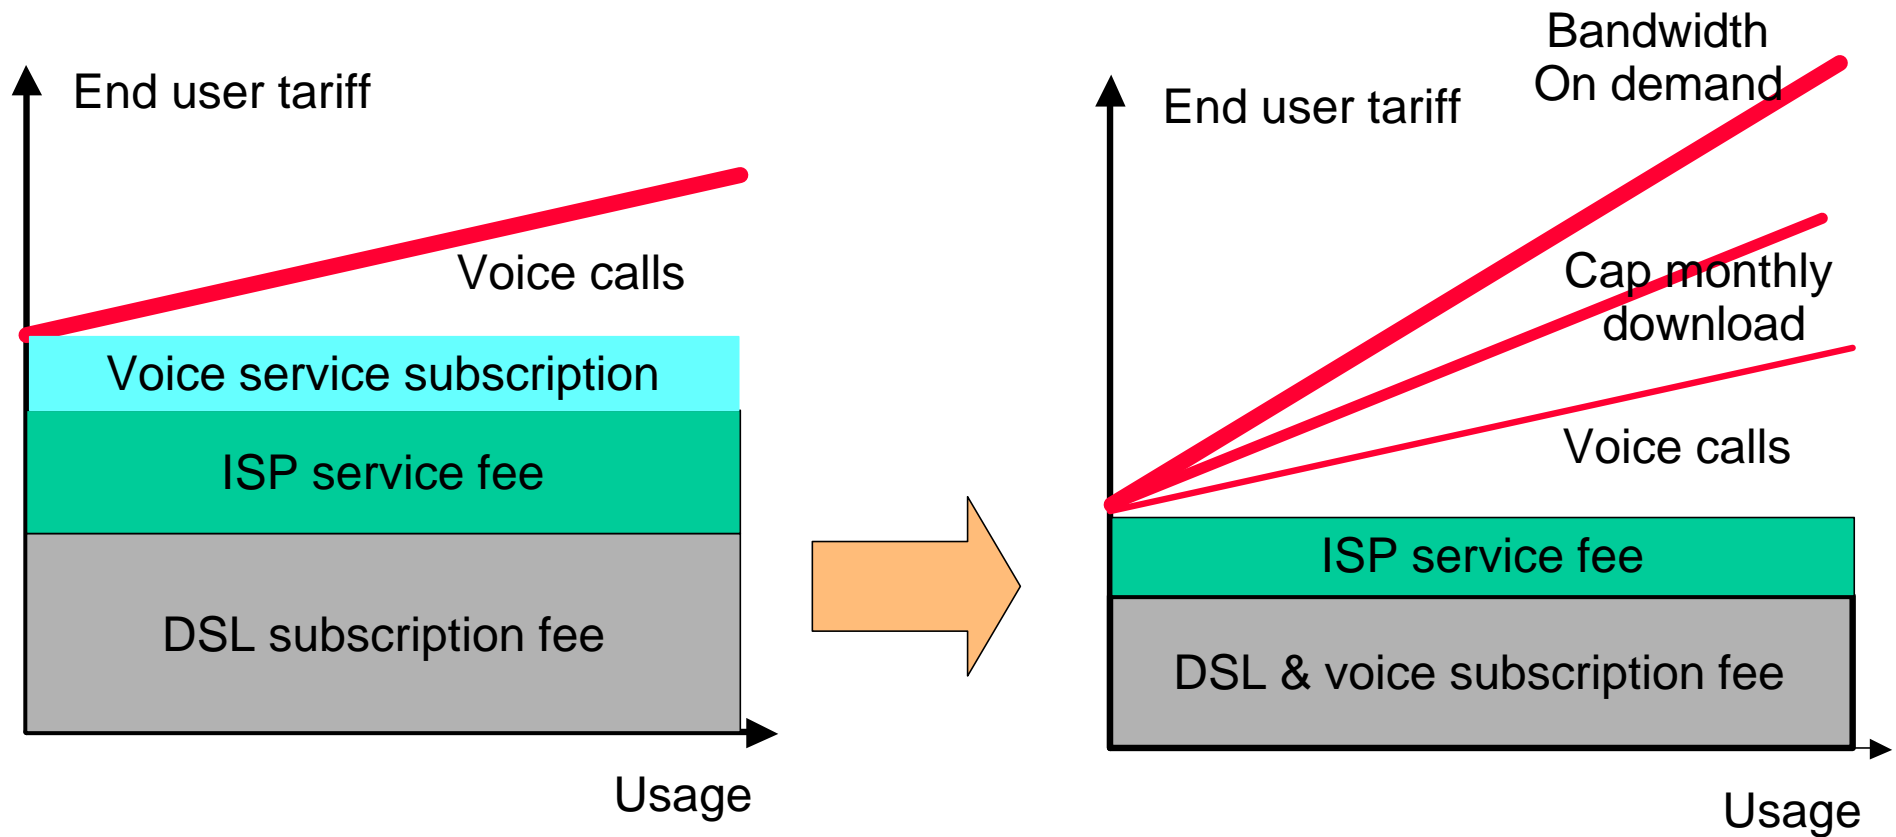 End user tariff
Voice calls
Voice service subscription
ISP service fee
DSL subscription fee
Usage
Bandwidth
On demand
End user tariff
Cap monthly
download
Voice calls
ISP service fee
DSL & voice subscription fee
Usage